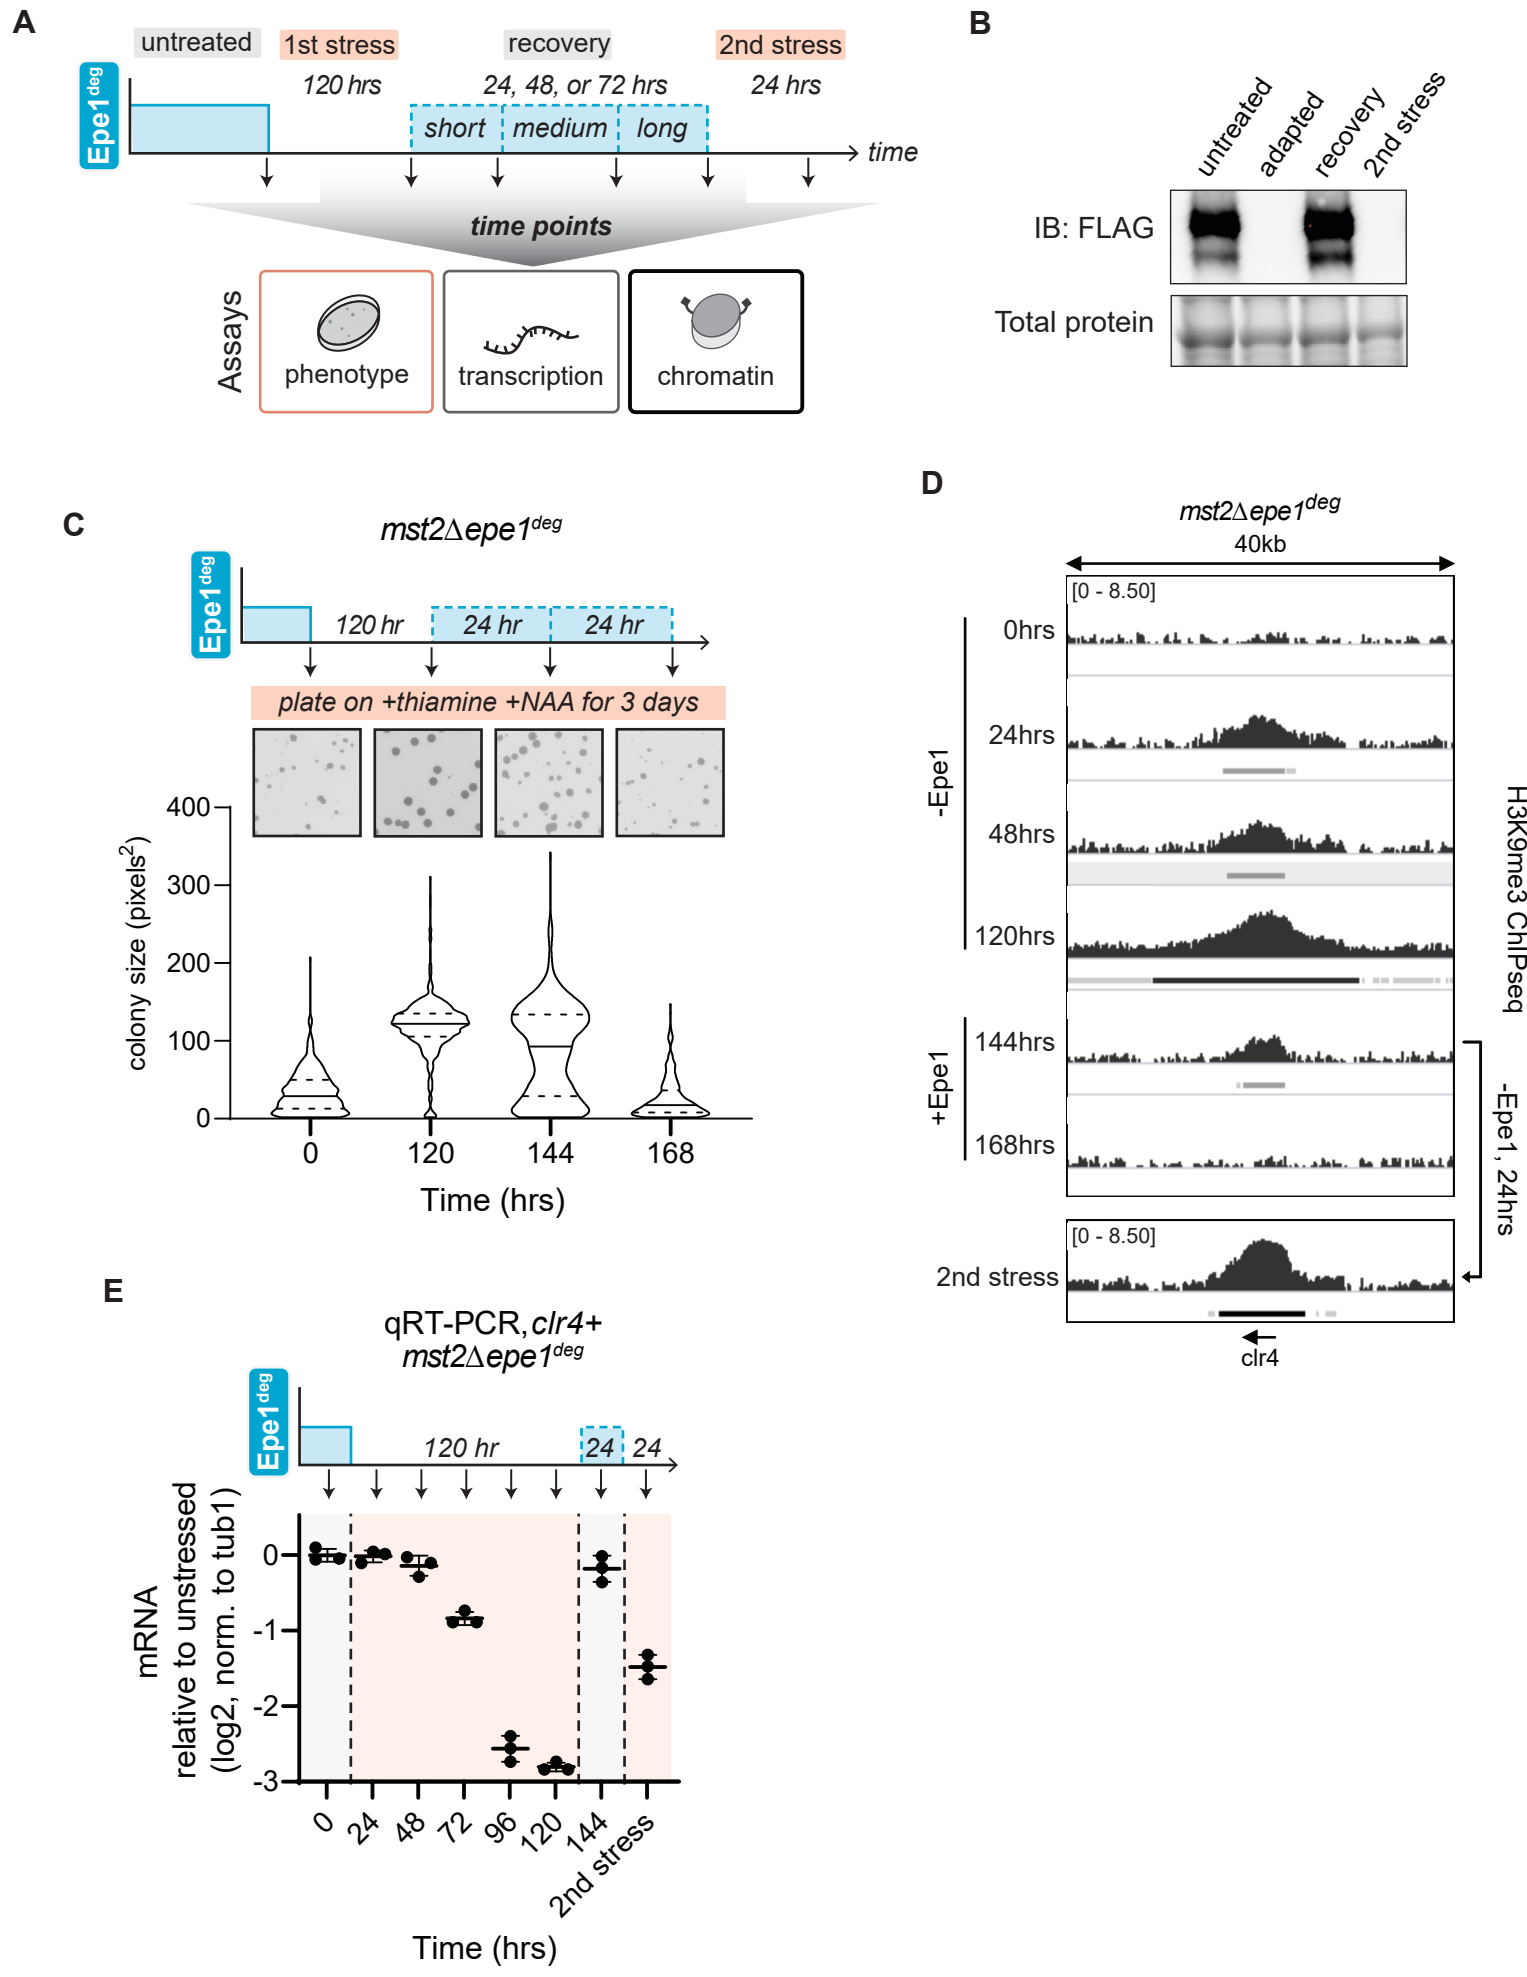 A
untreated
1st stress
recovery
2nd stress
120 hrs
24, 48, or 72 hrs
24 hrs
Epe1deg
short
medium
long
time
time points
Assays
phenotype
transcription
chromatin
B
untreated
adapted
recovery
2nd stress
IB: FLAG
Total protein
C
mst2Δepe1deg
Epe1deg
120 hr
24 hr
24 hr
plate on +thiamine +NAA for 3 days
colony size (pixels2)
400
300
200
100
0
0
120
144
168
Time (hrs)
D
mst2Δepe1deg
40kb
[0 - 8.50]
-Epe1
0hrs
24hrs
48hrs
120hrs
+Epe1
144hrs
168hrs
H3K9me3 ChIPseq
-Epe1, 24hrs
[0 - 8.50]
2nd stress
clr4
E
qRT-PCR, clr4+
mst2Δepe1deg
Epe1deg
120 hr
24
24
mRNA
relative to unstressed
(log2, norm. to tub1)
0
-1
-2
-3
0
24
48
72
96
120
144
2nd stress
Time (hrs)